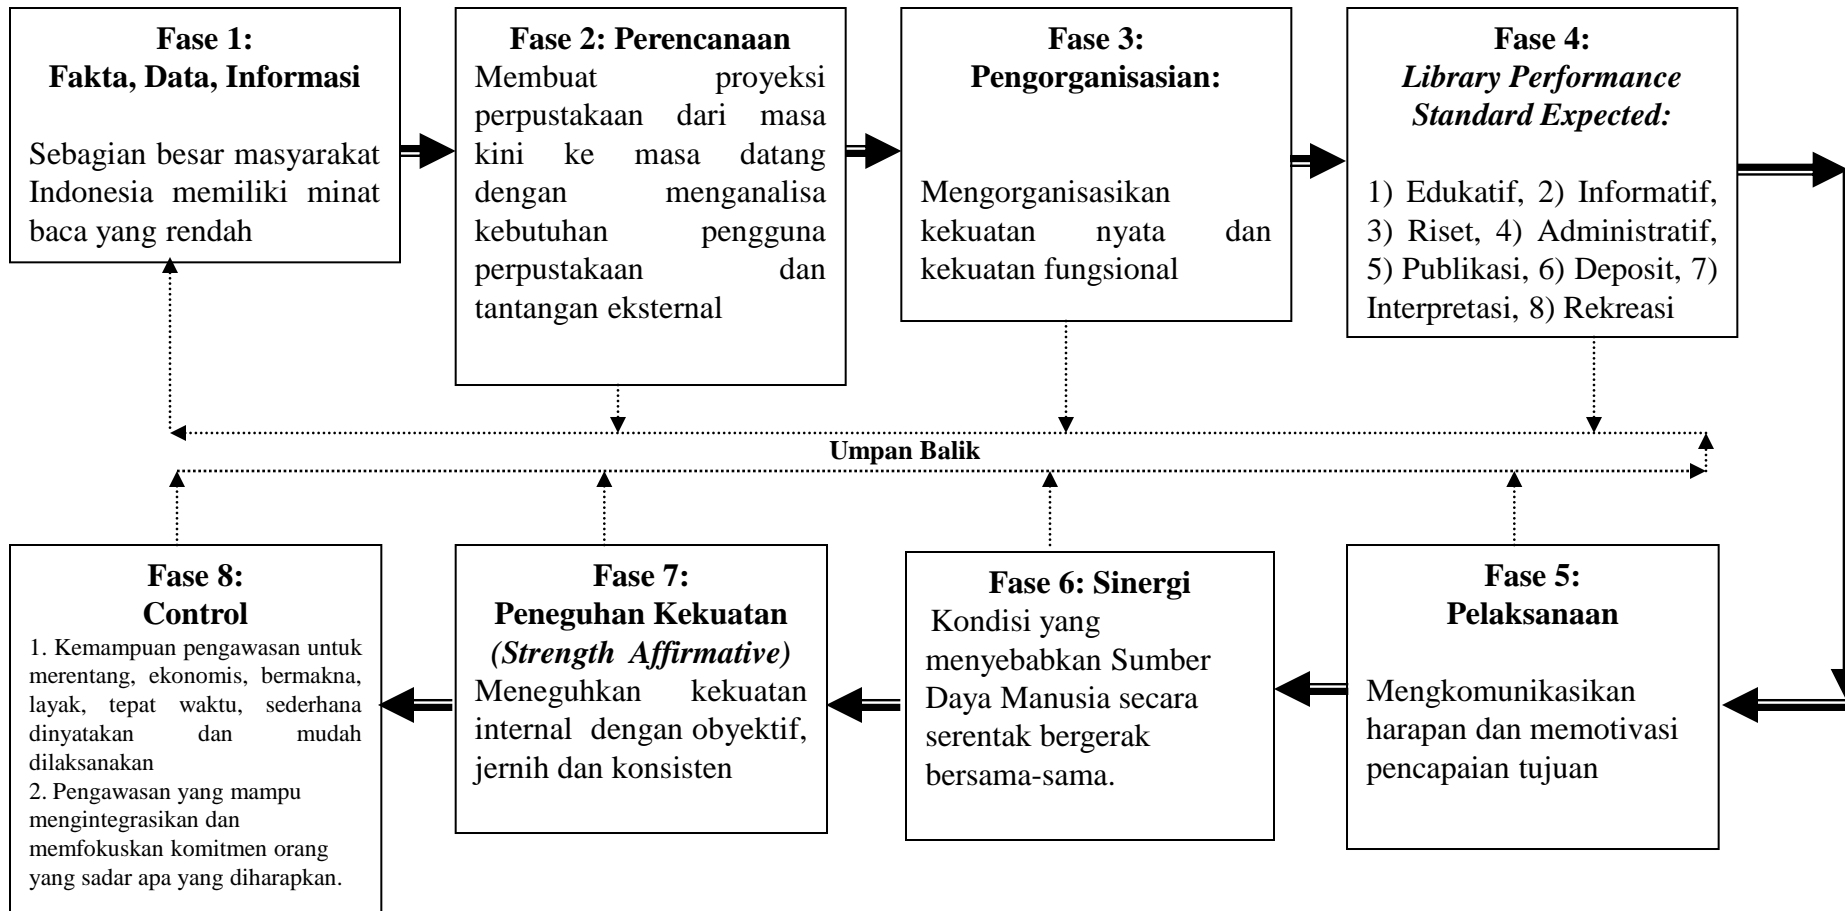 Fase 1:
Fakta, Data, Informasi
Sebagian besar masyarakat
Indonesia memiliki minat
baca yang rendah
Fase 2: Perencanaan
Membuat proyeksi
perpustakaan dari masa
kini ke masa datang
dengan menganalisa
kebutuhan pengguna
perpustakaan dan
tantangan eksternal
Fase 3:
Pengorganisasian:
Mengorganisasikan
kekuatan nyata dan
kekuatan fungsional
Fase 4:
Library Performance
Standard Expected:
1) Edukatif, 2) Informatif,
3) Riset, 4) Administratif,
5) Publikasi, 6) Deposit, 7)
Interpretasi, 8) Rekreasi
Umpan Balik
Fase 8:
Control
1. Kemampuan pengawasan untuk
merentang, ekonomis, bermakna,
layak, tepat waktu, sederhana
dinyatakan dan mudah
dilaksanakan
2. Pengawasan yang mampu
mengintegrasikan dan
memfokuskan komitmen orang
yang sadar apa yang diharapkan.
Fase 7:
Peneguhan Kekuatan
(Strength Affirmative)
Meneguhkan kekuatan
internal dengan obyektif,
jernih dan konsisten
Fase 6: Sinergi
Kondisi yang
menyebabkan Sumber
Daya Manusia secara
serentak bergerak
bersama-sama.
Fase 5:
Pelaksanaan
Mengkomunikasikan
harapan dan memotivasi
pencapaian tujuan